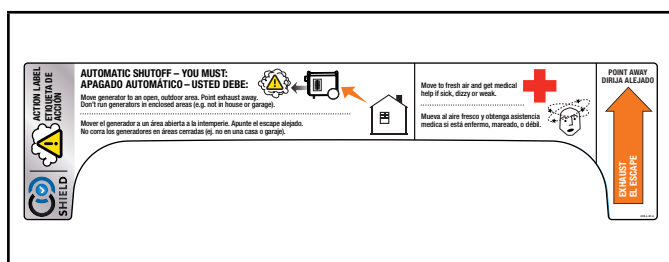 ACTION LABEL
ETIQUETA DE
ACCIÓN
SHIELD
AUTOMATIC SHUTOFF – YOU MUST:
APAGADO AUTOMÁTICO – USTED DEBE:
Move generator to an open, outdoor area. Point exhaust away.
Don't run generators in enclosed areas (e.g. not in house or garage).
Mover el generador a un área abierta a la intemperie. Apunte el escape alejado.
No corra los generadores en áreas cerradas (ej. no en una casa o garaje).
Move to fresh air and get medical
help if sick, dizzy or weak.
Mueva al aire fresco y obtenga asistencia
medica si está enfermo, mareado, o débil.
POINT AWAY
DIRIJA ALEJADO
EXHAUST
EL ESCAPE